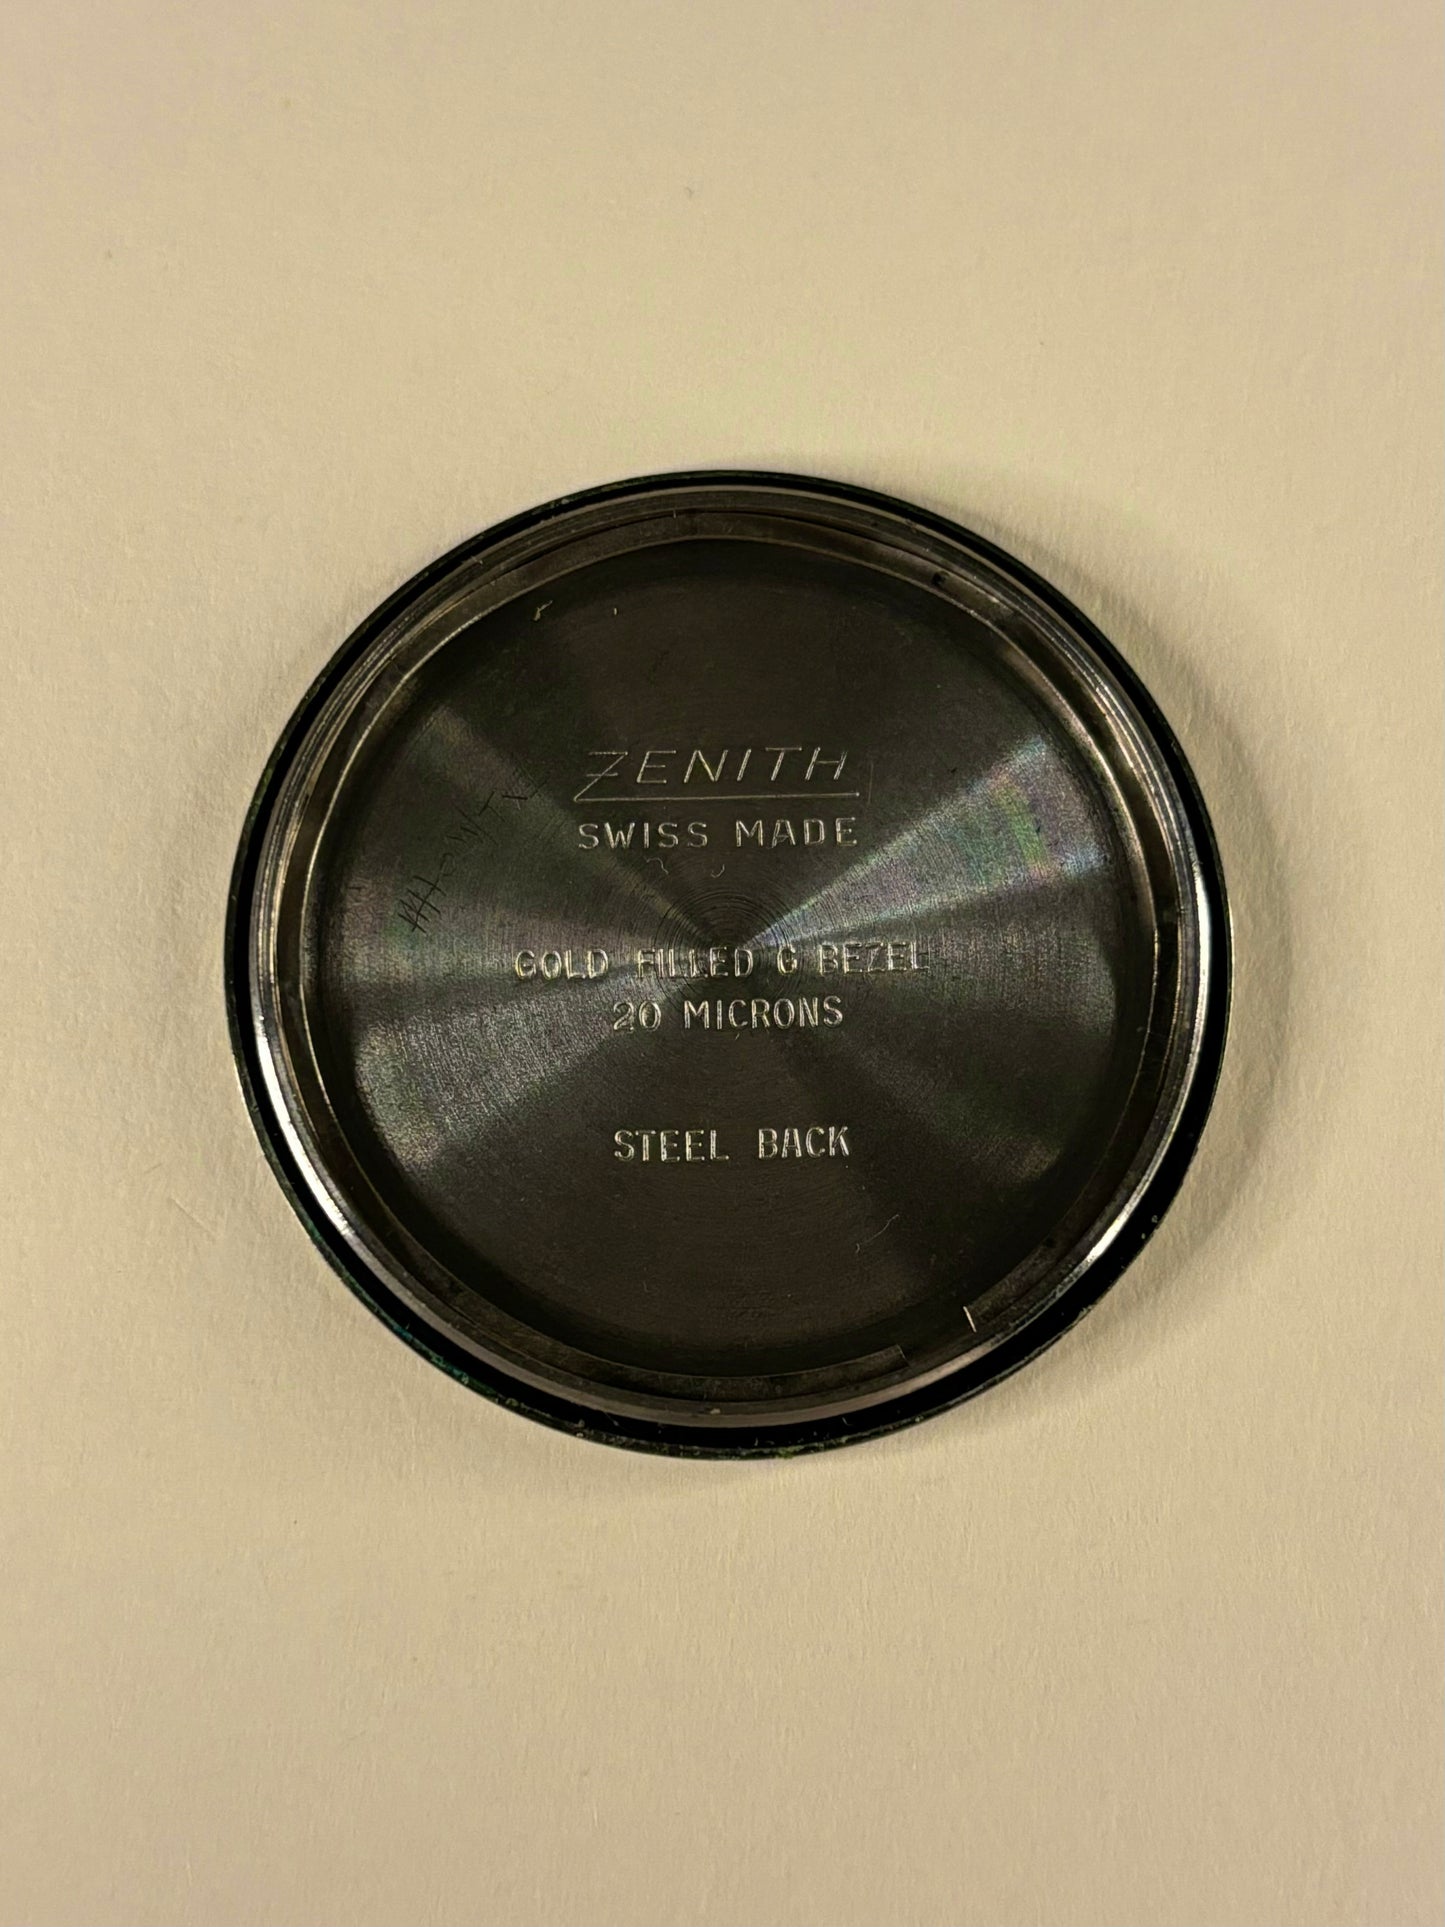 ZENITH
SWISS MADE
GOLD FILLED G BEZEL
20 MICRONS
STEEL BACK